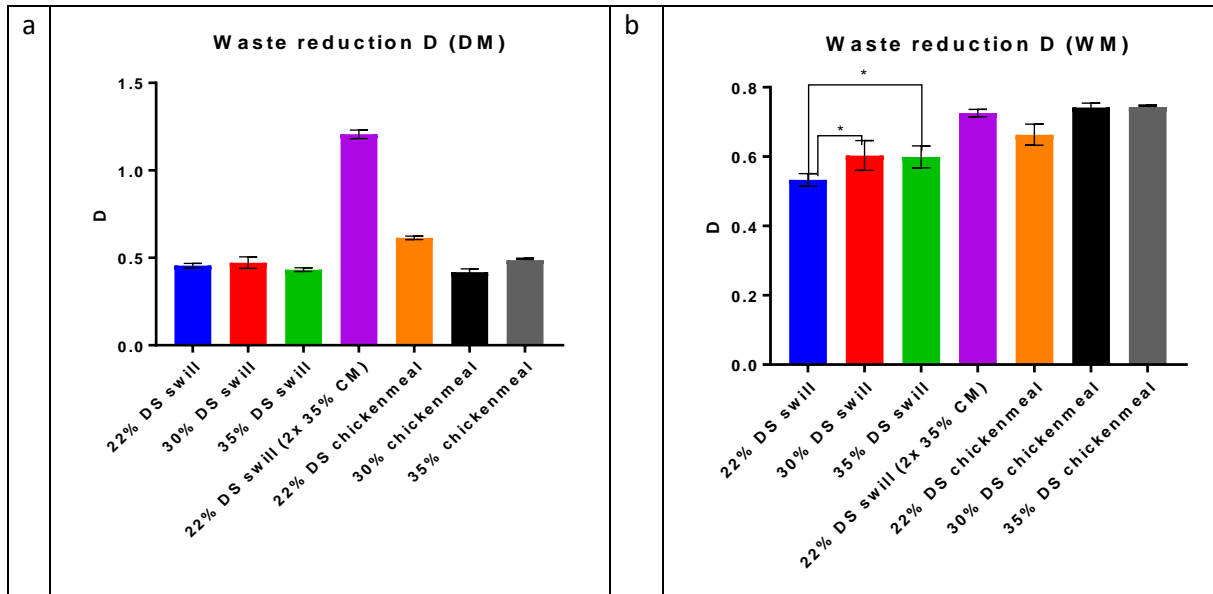 a
Waste reduction D (DM)
1.5
1.0
0.5
0.0
D
22% DS swill
30% DS swill
35% DS swill
22% DS swill (2x 35% CM)
22% DS chickenmeal
30% chickenmeal
35% chickenmeal
b
Waste reduction D (WM)
*
*
0.8
0.6
0.4
0.2
0.0
D
22% DS swill
30% DS swill
35% DS swill
22% DS swill (2x 35% CM)
22% DS chickenmeal
30% DS chickenmeal
35% DS chickenmeal